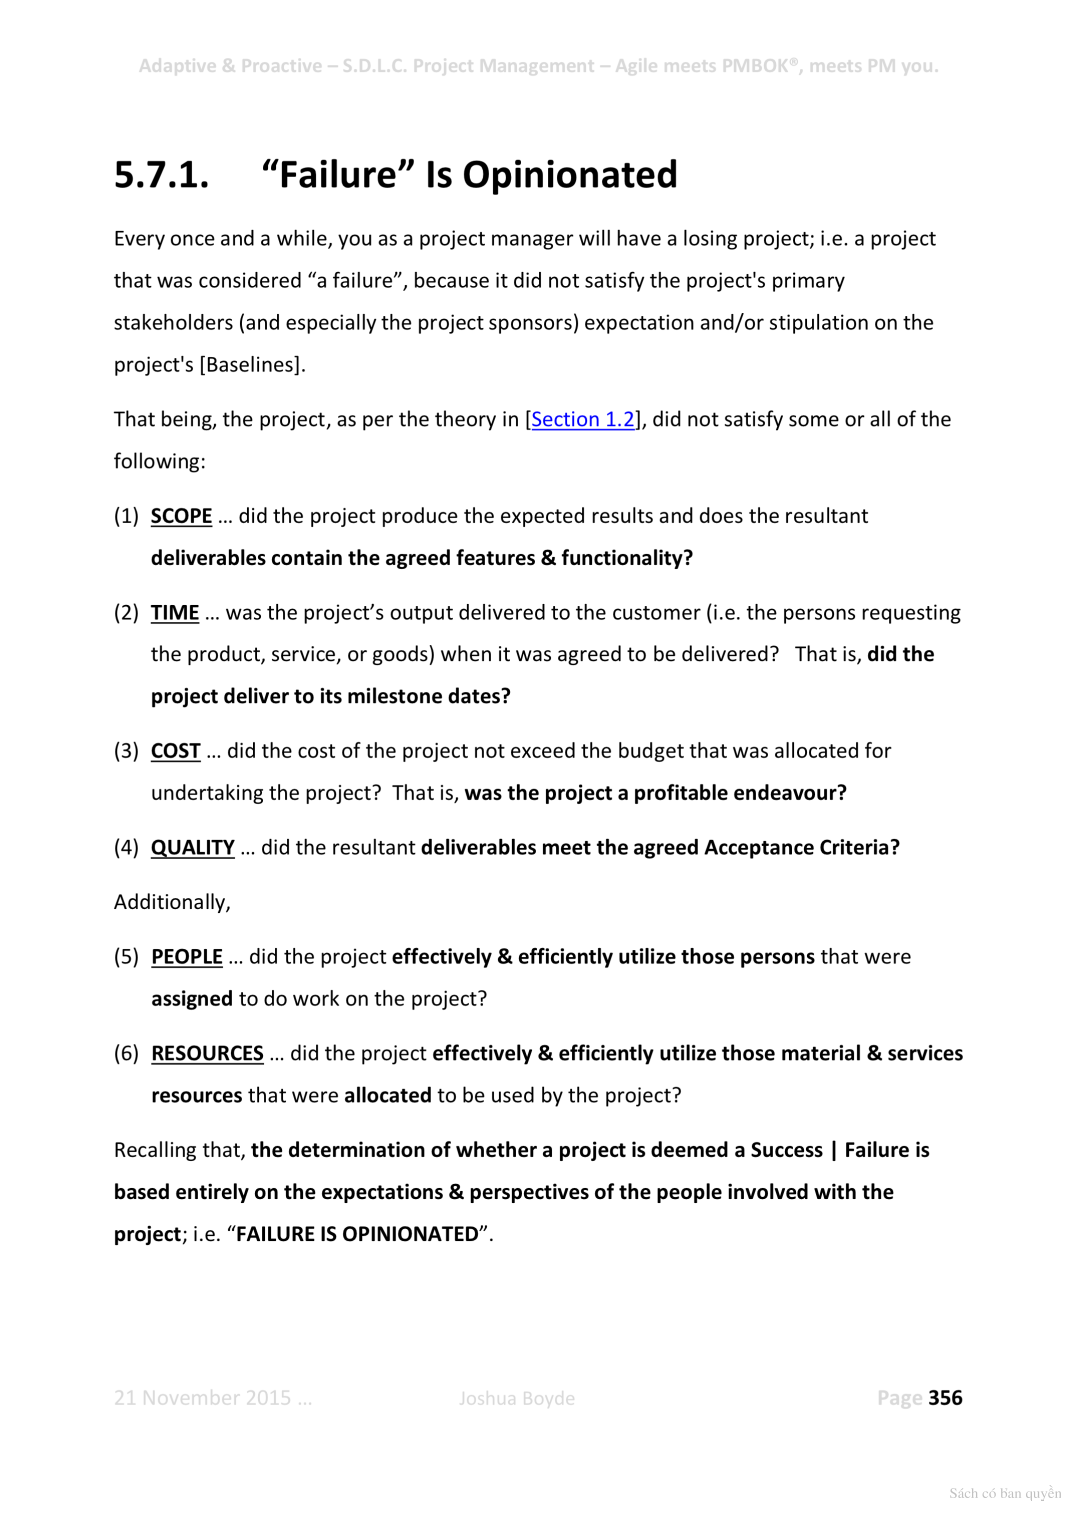 Adaptive & Proactive – S.D.L.C. Project Management – Agile meets PMBOK®, meets PM you.
5.7.1. “Failure” Is Opinionated
Every once and a while, you as a project manager will have a losing project; i.e. a project
that was considered “a failure”, because it did not satisfy the project's primary
stakeholders (and especially the project sponsors) expectation and/or stipulation on the
project's [Baselines].
That being, the project, as per the theory in [Section 1.2], did not satisfy some or all of the
following:
(1) SCOPE … did the project produce the expected results and does the resultant
deliverables contain the agreed features & functionality?
(2) TIME … was the project’s output delivered to the customer (i.e. the persons requesting
the product, service, or goods) when it was agreed to be delivered? That is, did the
project deliver to its milestone dates?
(3) COST … did the cost of the project not exceed the budget that was allocated for
undertaking the project? That is, was the project a profitable endeavour?
(4) QUALITY … did the resultant deliverables meet the agreed Acceptance Criteria?
Additionally,
(5) PEOPLE … did the project effectively & efficiently utilize those persons that were
assigned to do work on the project?
(6) RESOURCES … did the project effectively & efficiently utilize those material & services
resources that were allocated to be used by the project?
Recalling that, the determination of whether a project is deemed a Success | Failure is
based entirely on the expectations & perspectives of the people involved with the
project; i.e. “FAILURE IS OPINIONATED”.
21 November 2015 … Joshua Boyde Page 356
Sách có bản quyền